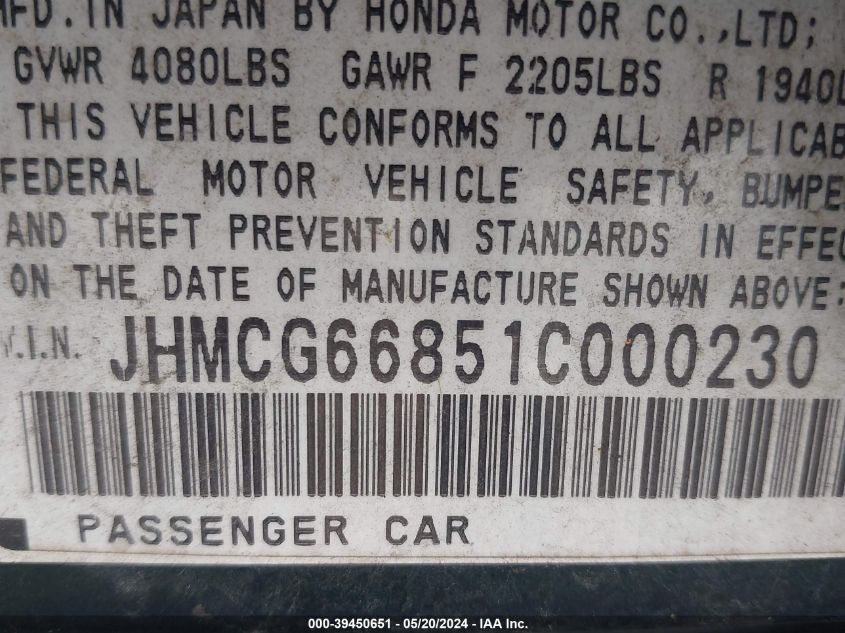 MFD. IN JAPAN BY HONDA MOTOR CO.,LTD;
GVWR 4080LBS GAWR F 2205LBS R 1940L
THIS VEHICLE CONFORMS TO ALL APPLICAB
FEDERAL MOTOR VEHICLE SAFETY, BUMPE
AND THEFT PREVENTION STANDARDS IN EFFEC
ON THE DATE OF MANUFACTURE SHOWN ABOVE:
V.I.N. JHMCG66851C000230
PASSENGER CAR
000-39450651 - 05/20/2024 - IAA Inc.